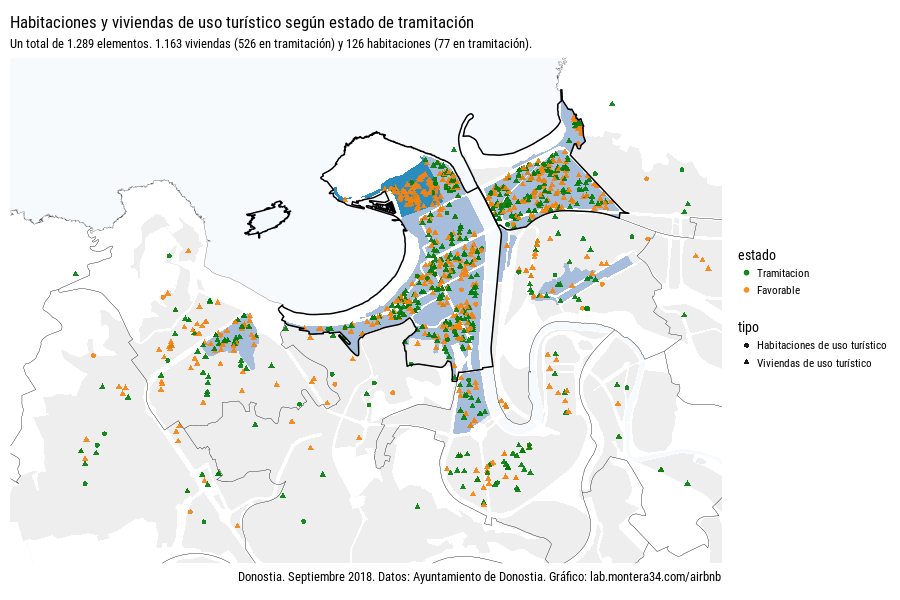 Habitaciones y viviendas de uso turístico según estado de tramitación
Un total de 1.289 elementos. 1.163 viviendas (526 en tramitación) y 126 habitaciones (77 en tramitación).
estado
Tramitacion
Favorable
tipo
Habitaciones de uso turístico
Viviendas de uso turístico
Donostia. Septiembre 2018. Datos: Ayuntamiento de Donostia. Gráfico: lab.montera34.com/airbnb